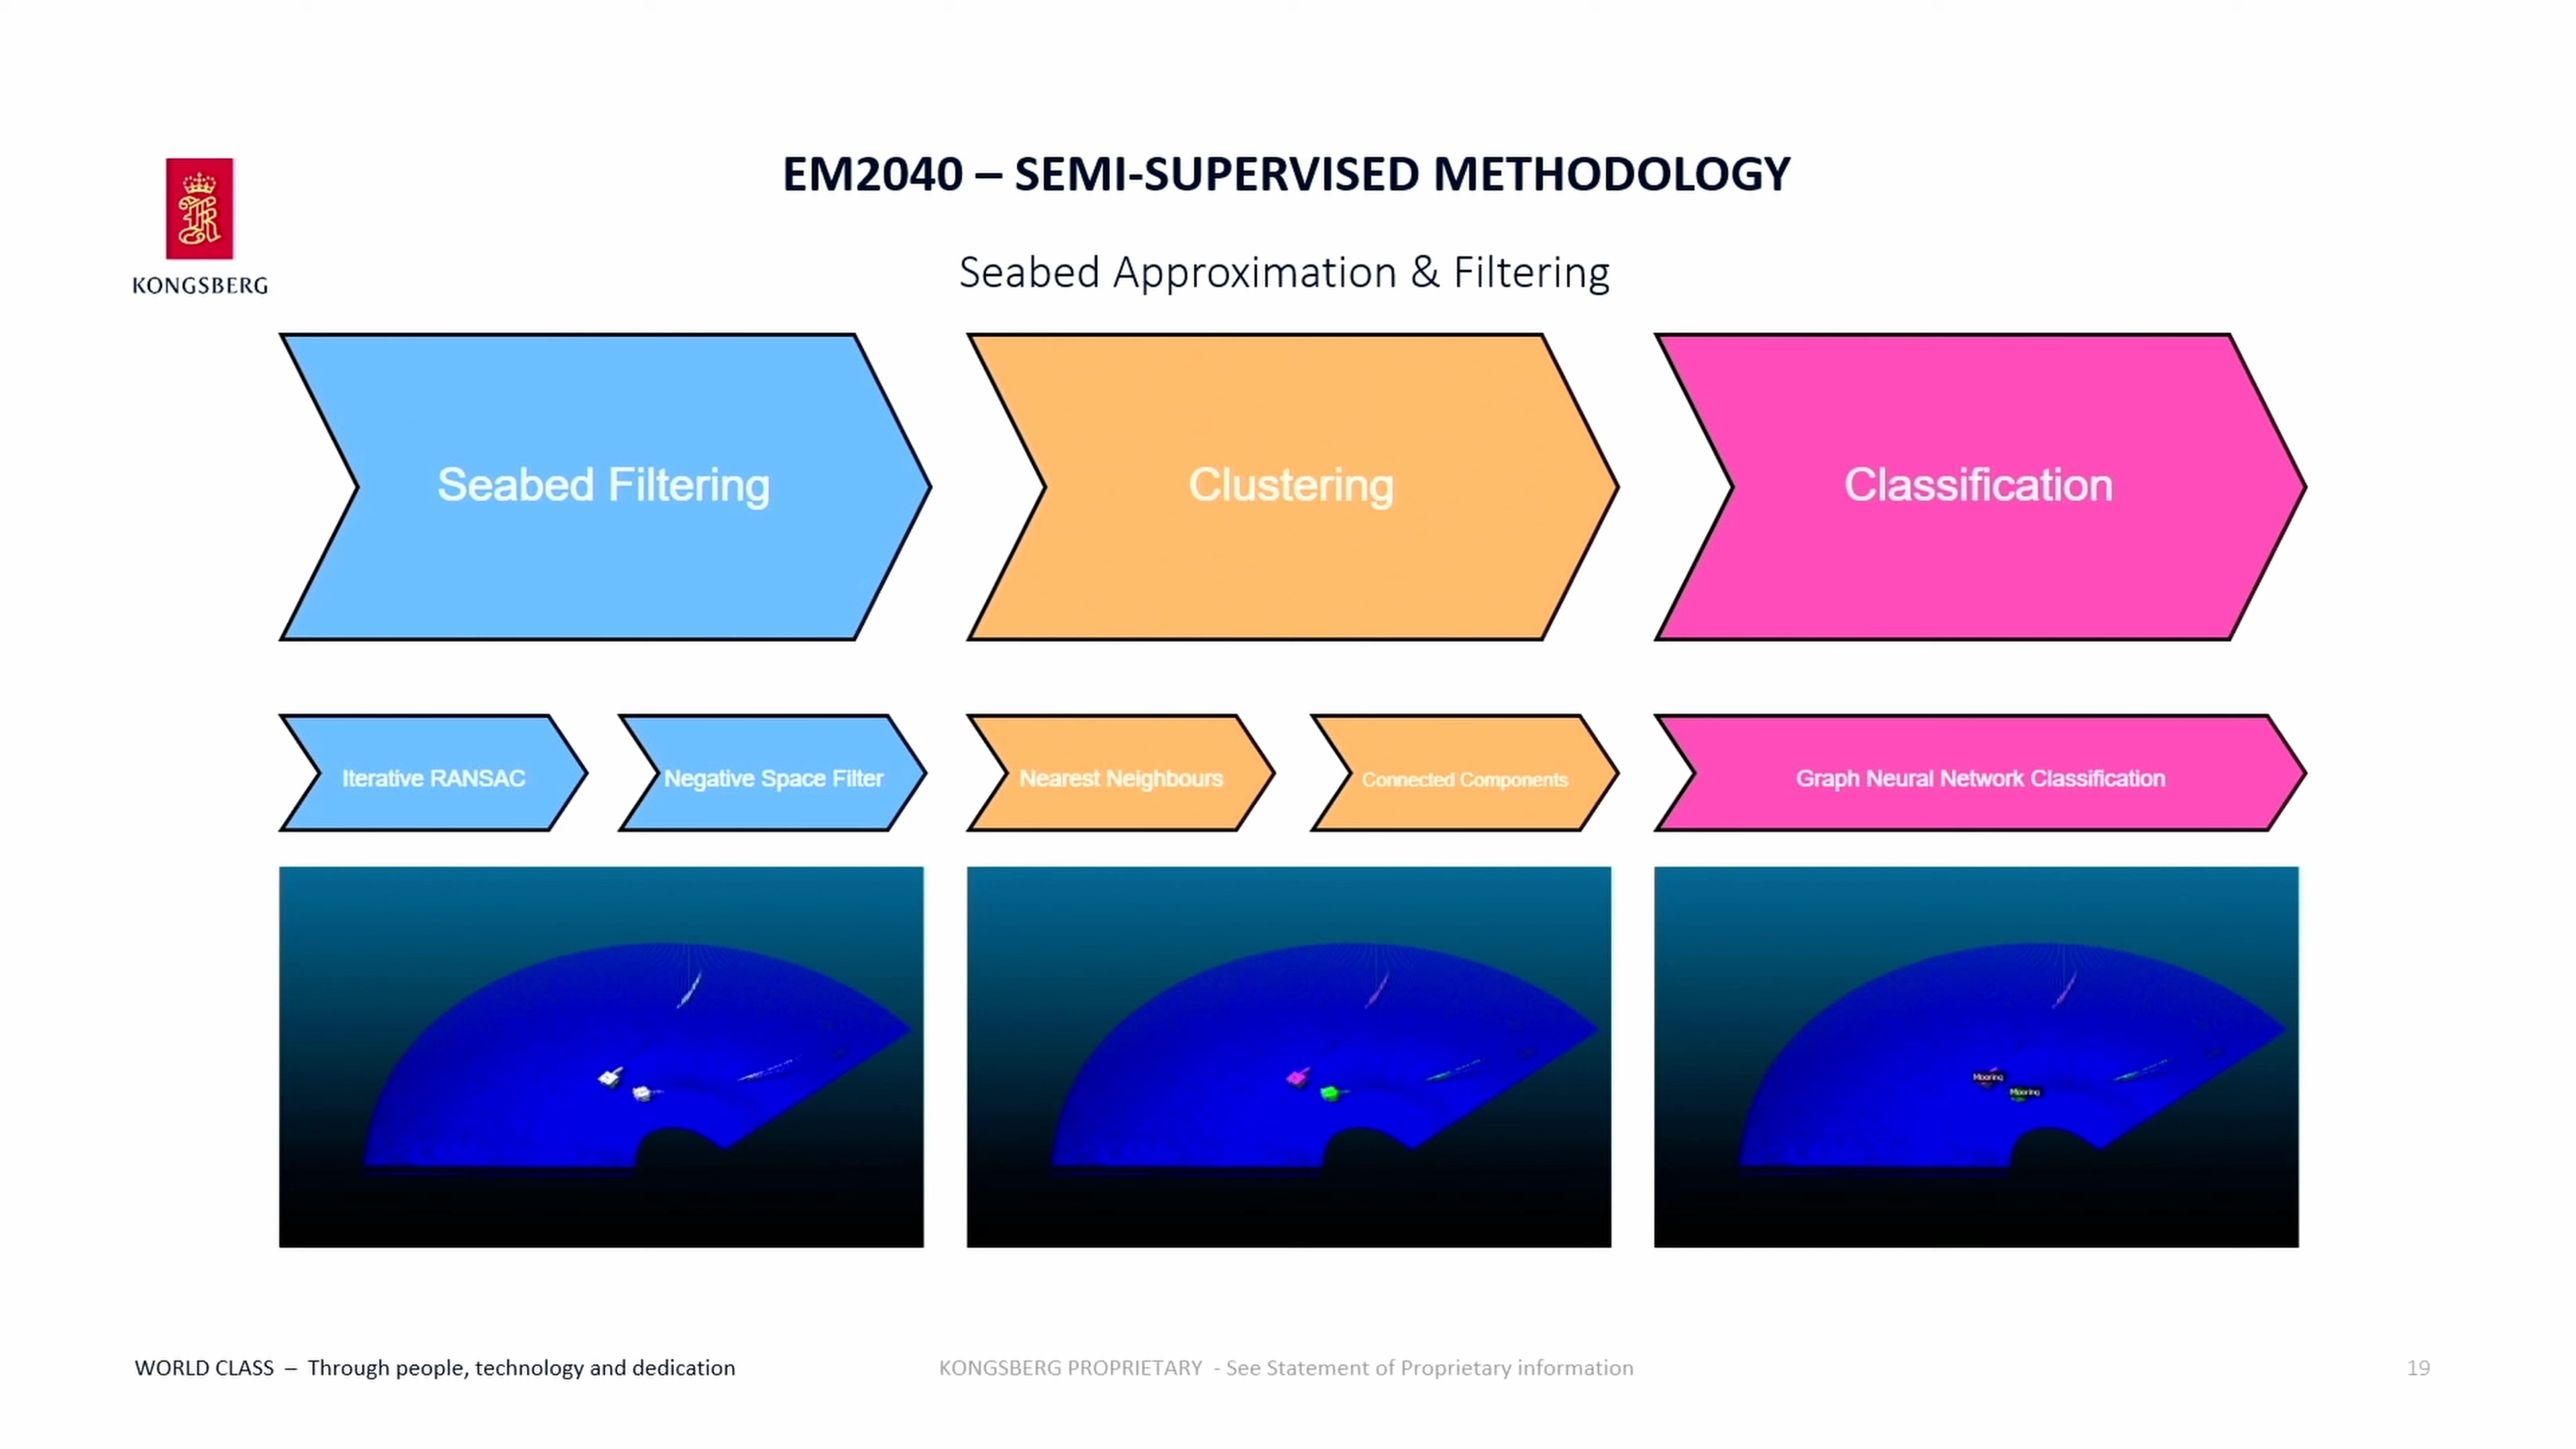 EM2040 – SEMI-SUPERVISED METHODOLOGY
KONGSBERG
Seabed Approximation & Filtering
Seabed Filtering
Clustering
Classification
Iterative RANSAC
Negative Space Filter
Nearest Neighbours
Connected Components
Graph Neural Network Classification
Mooring
Mooring
WORLD CLASS – Through people, technology and dedication
KONGSBERG PROPRIETARY - See Statement of Proprietary information
19